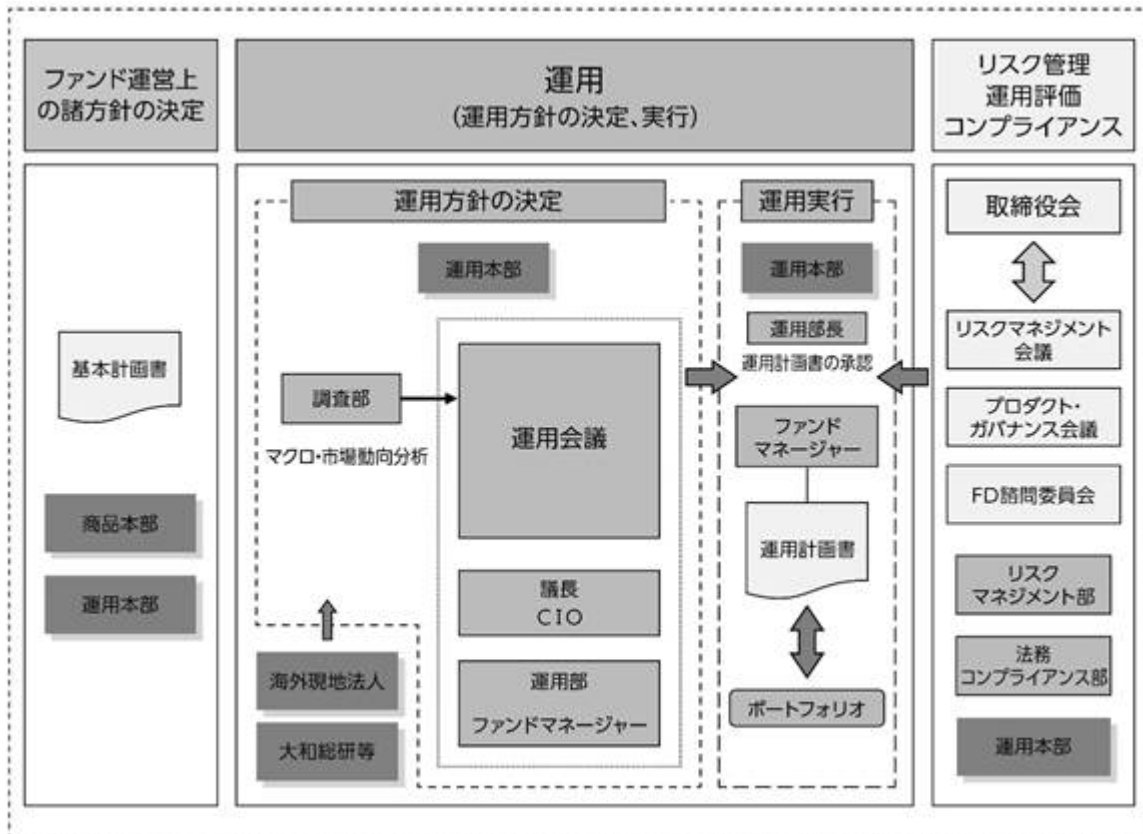 ファンド運営上
の諸方針の決定
運用
(運用方針の決定、実行)
リスク管理
運用評価
コンプライアンス
基本計画書
商品本部
運用本部
運用方針の決定
運用本部
調査部
マクロ・市場動向分析
運用会議
議長
CIO
運用部
ファンドマネージャー
海外現地法人
大和総研等
運用実行
運用本部
運用部長
運用計画書の承認
ファンド
マネージャー
運用計画書
ポートフォリオ
取締役会
リスクマネジメント
会議
プロダクト・
ガバナンス会議
FD諮問委員会
リスク
マネジメント部
法務
コンプライアンス部
運用本部